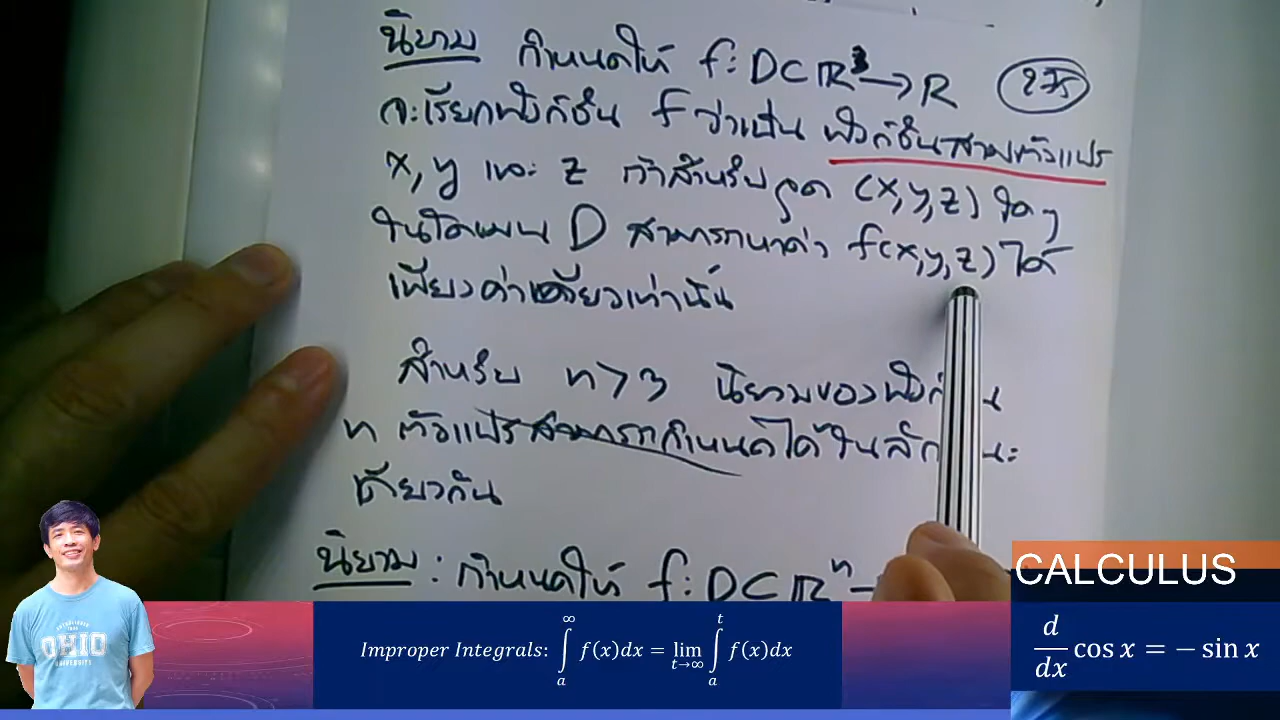 นิยาม กำหนดให้ f: D⊂ℝ³→ℝ
จะเรียกฟังก์ชัน f ว่าเป็น ฟังก์ชันสามตัวแปร
x, y และ z ถ้าสำหรับจุด (x,y,z) ใดๆ
ในโดเมน D สามารถหาค่า f(x,y,z) ได้
เพียงค่าเดียวเท่านั้น
สำหรับ n>3 นิยามของฟังก์ชัน
n ตัวแปรสามารถกำหนดได้ในลักษณะ
เดียวกัน
นิยาม: กำหนดให้ f: D⊂ℝⁿ
OHIO
UNIVERSITY
Improper Integrals: ∫ₐ^∞ f(x)dx = lim_{t→∞} ∫ₐ^t f(x)dx
CALCULUS
d/dx cos x = − sin x